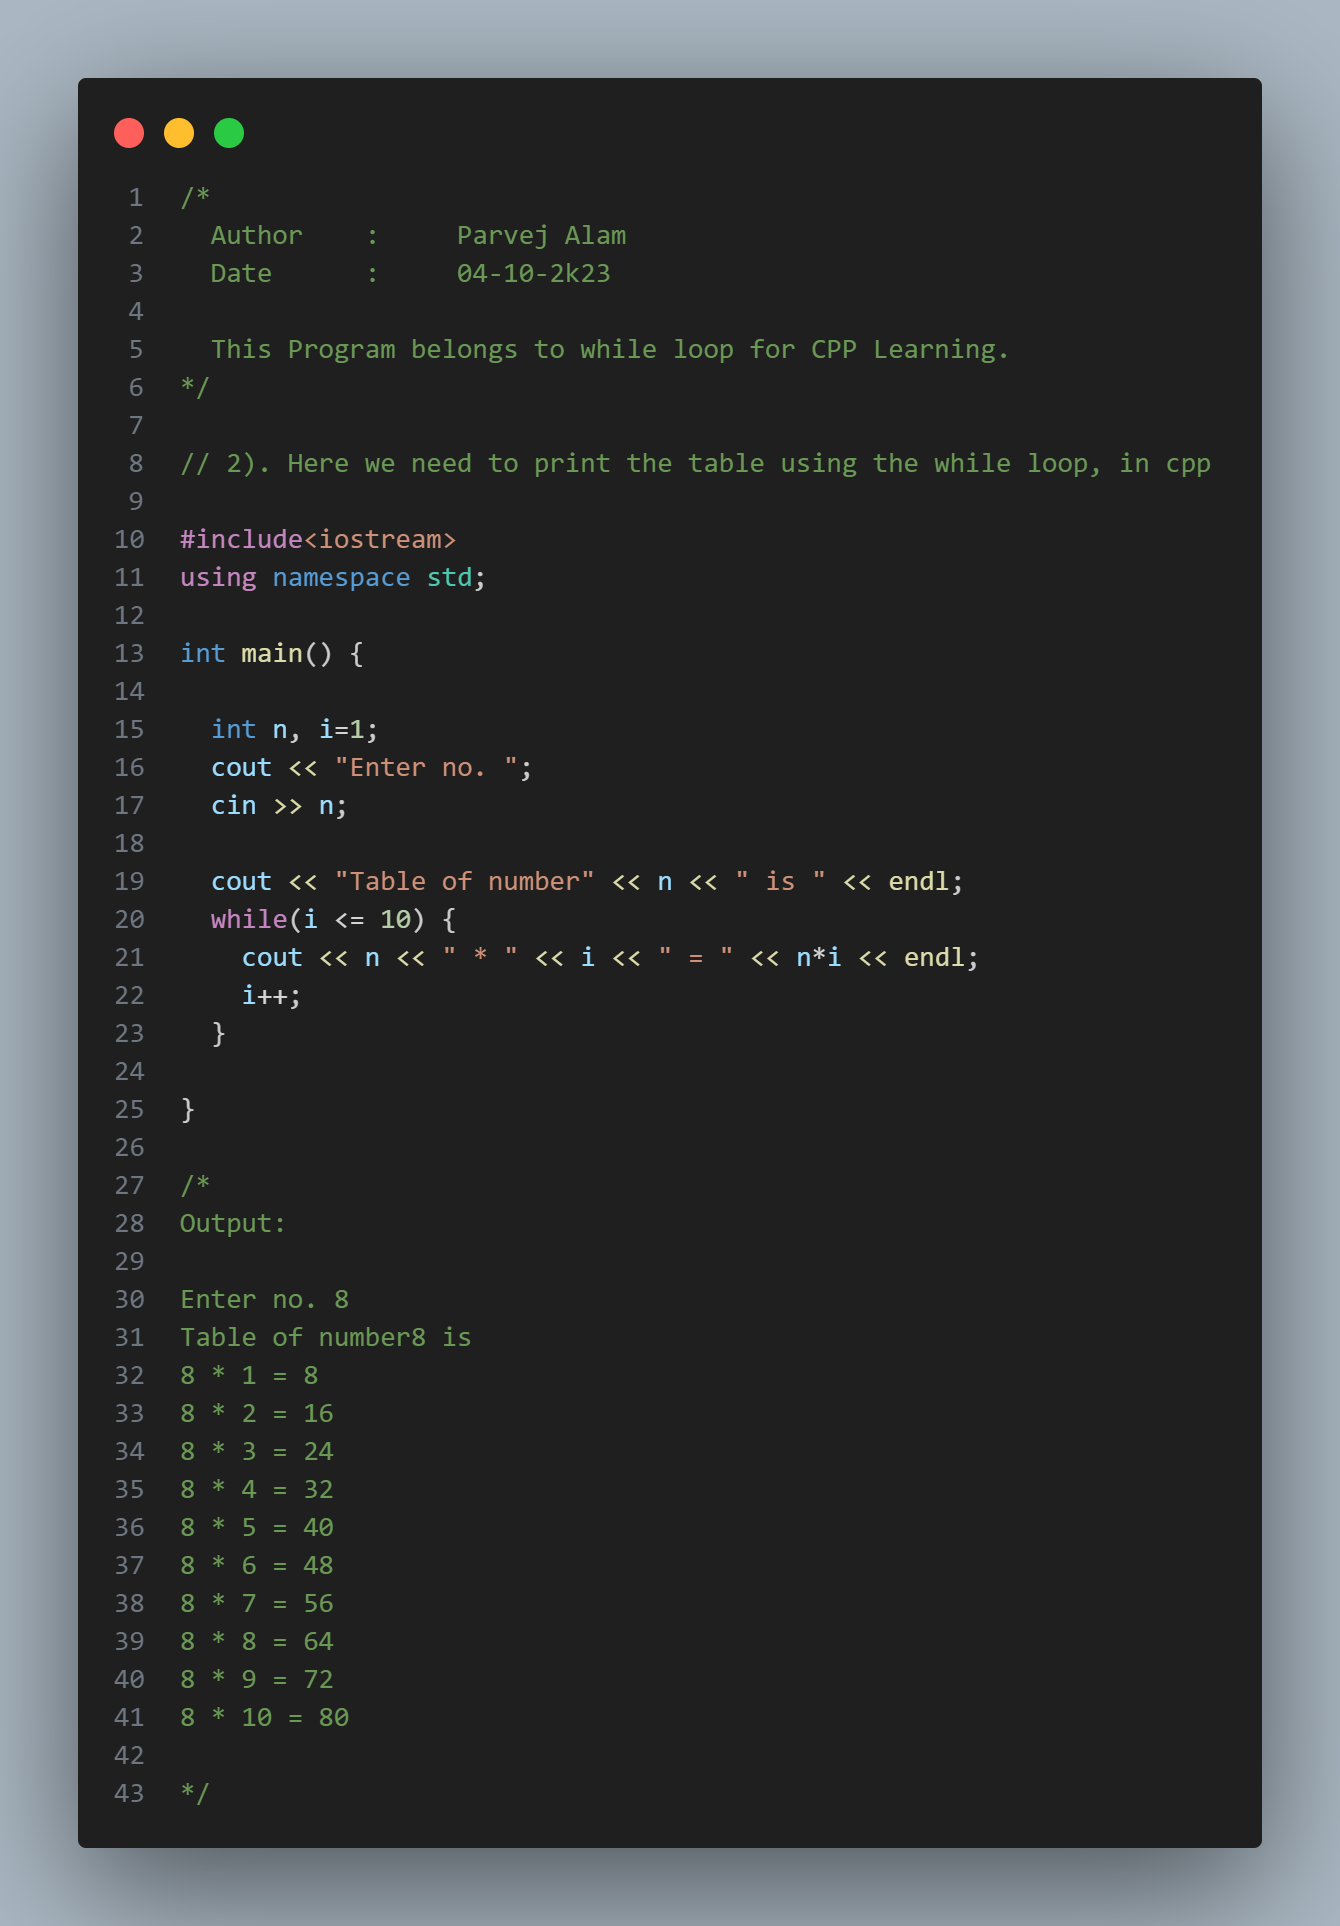 1 /*
2   Author    :     Parvej Alam
3   Date      :     04-10-2k23
4
5   This Program belongs to while loop for CPP Learning.
6 */
7
8 // 2). Here we need to print the table using the while loop, in cpp
9
10 #include<iostream>
11 using namespace std;
12
13 int main() {
14
15   int n, i=1;
16   cout << "Enter no. ";
17   cin >> n;
18
19   cout << "Table of number" << n << " is " << endl;
20   while(i <= 10) {
21     cout << n << " * " << i << " = " << n*i << endl;
22     i++;
23   }
24
25 }
26
27 /*
28 Output:
29
30 Enter no. 8
31 Table of number8 is
32 8 * 1 = 8
33 8 * 2 = 16
34 8 * 3 = 24
35 8 * 4 = 32
36 8 * 5 = 40
37 8 * 6 = 48
38 8 * 7 = 56
39 8 * 8 = 64
40 8 * 9 = 72
41 8 * 10 = 80
42
43 */